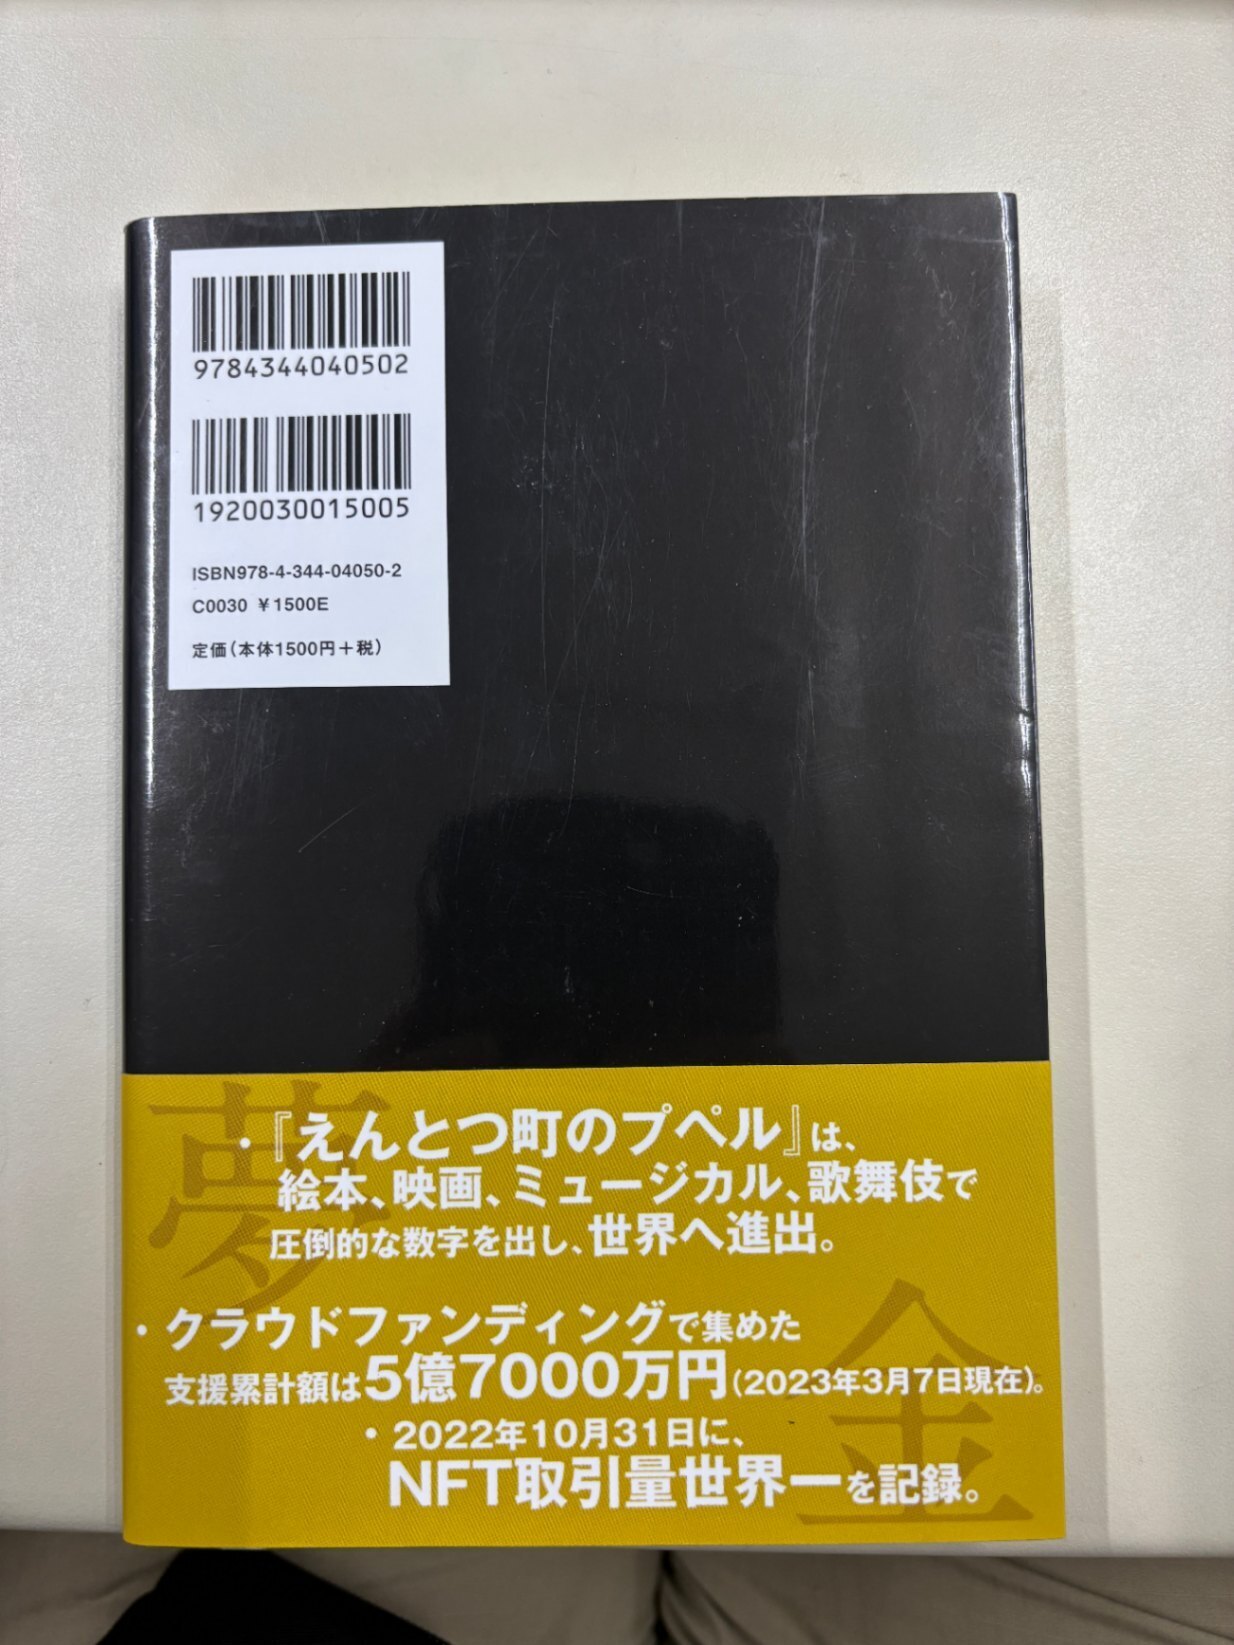 9784344040502
1920030015005
ISBN978-4-344-04050-2
C0030 ¥1500E
定価(本体1500円+税)
夢
・『えんとつ町のプペル』は、
絵本、映画、ミュージカル、歌舞伎で
圧倒的な数字を出し、世界へ進出。
金
・クラウドファンディングで集めた
支援累計額は5億7000万円(2023年3月7日現在)。
・2022年10月31日に、
NFT取引量世界一を記録。